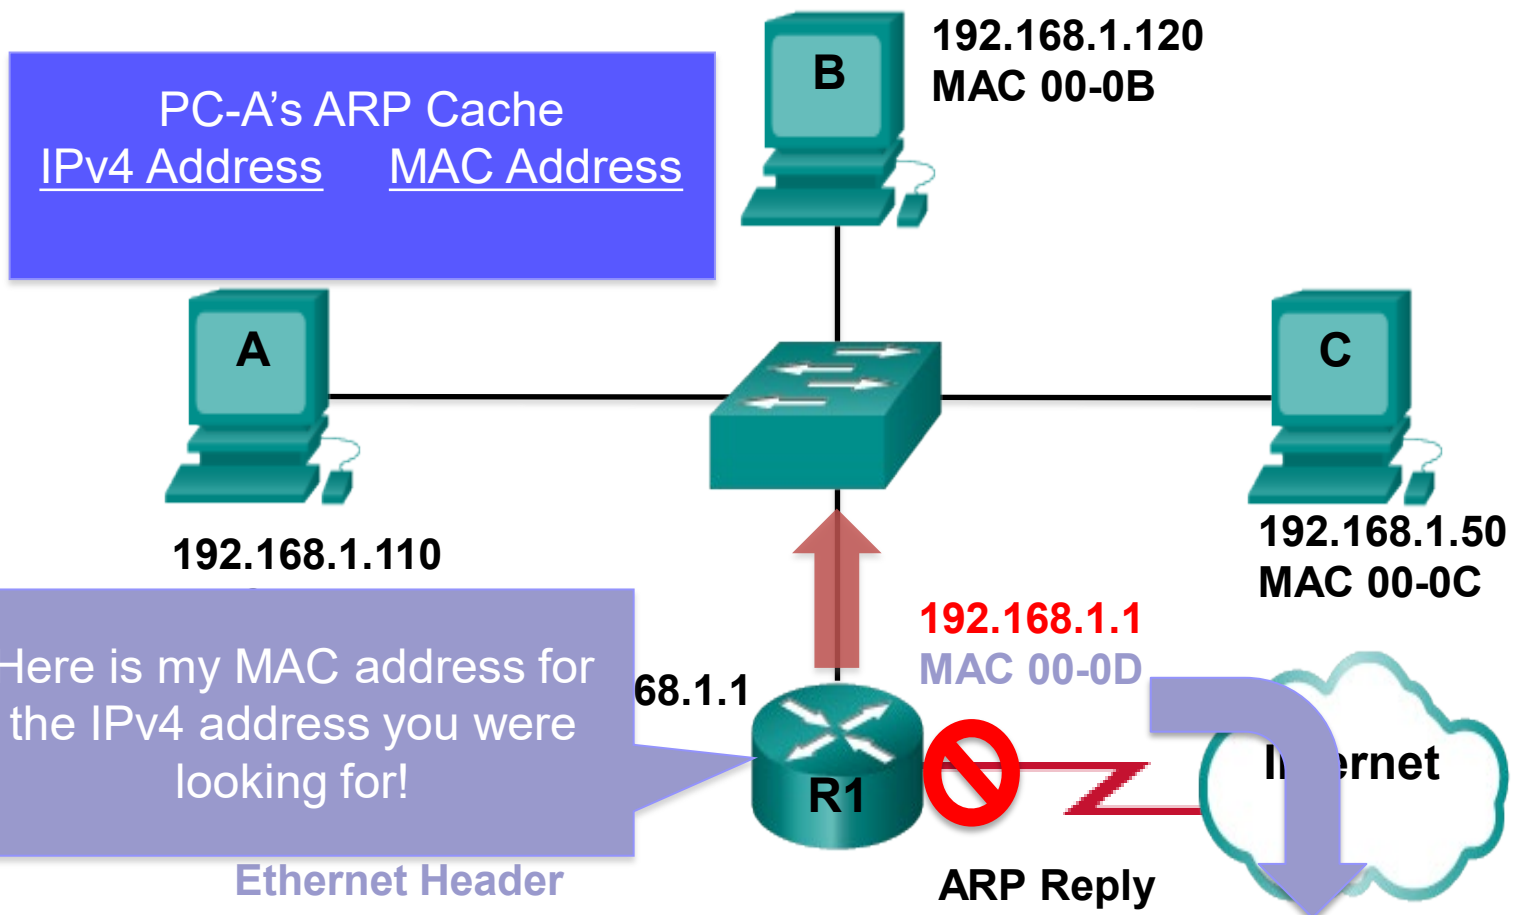 B
192.168.1.120
MAC 00-0B
PC-A's ARP Cache
IPv4 Address MAC Address
A
C
192.168.1.110
192.168.1.50
MAC 00-0C
Here is my MAC address for
the IPv4 address you were
looking for!
68.1.1
192.168.1.1
MAC 00-0D
R1
Ethernet Header
ARP Reply